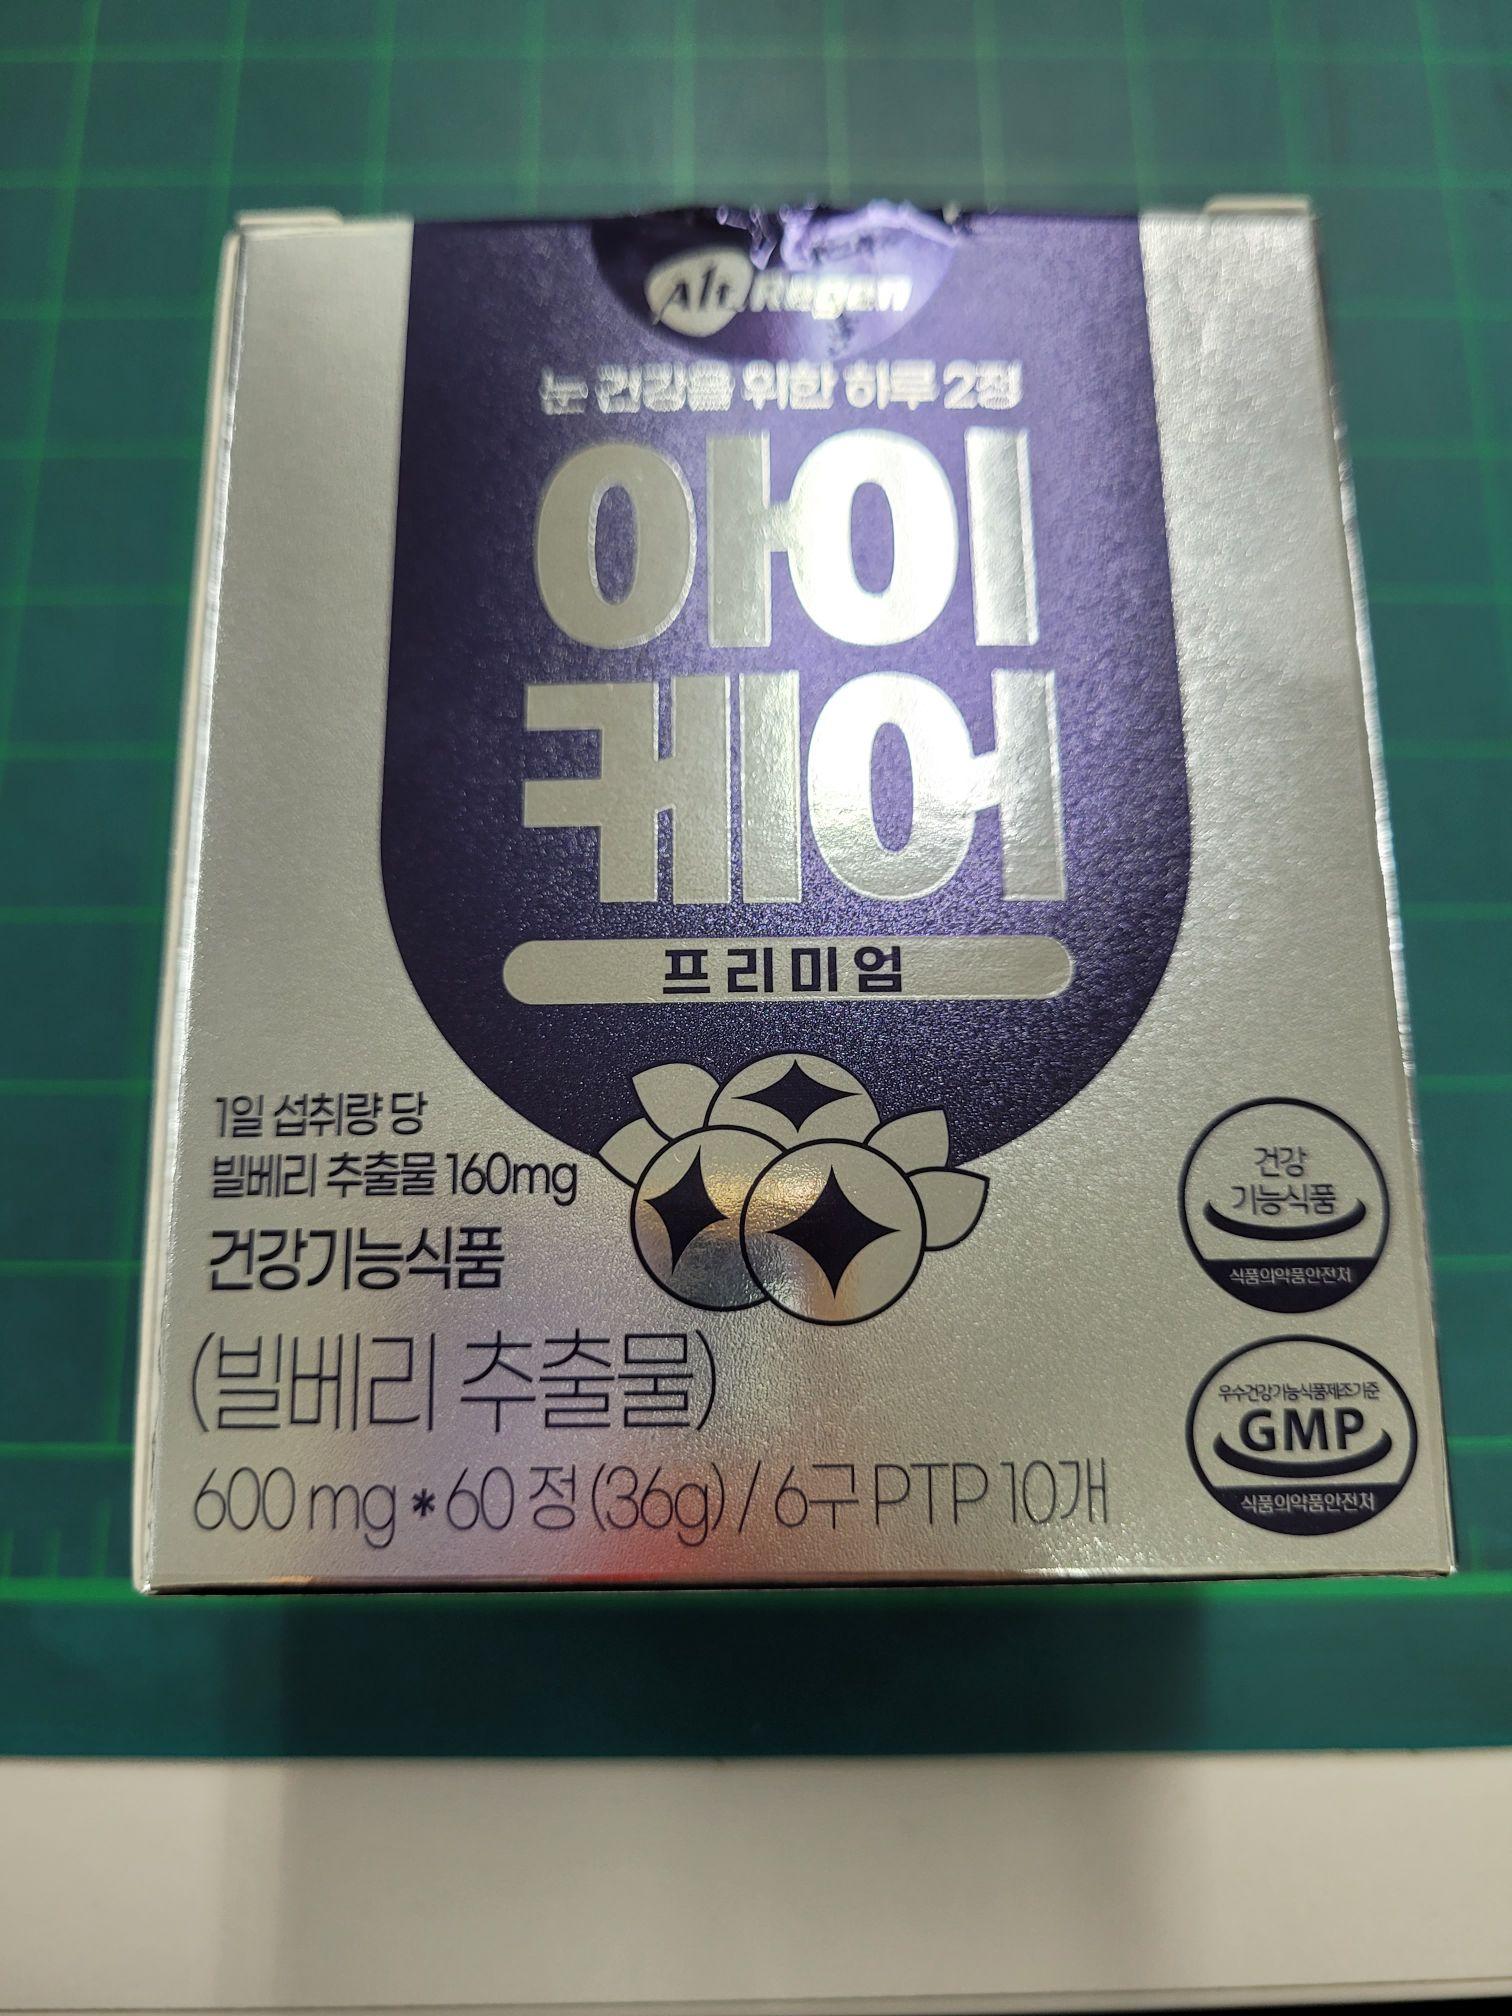 Alt. Regen
눈 건강을 위한 하루 2정
아이
케어
프리미엄
1일 섭취량 당
빌베리 추출물 160mg
건강기능식품
(빌베리 추출물)
600 mg * 60 정 (36g) / 6구 PTP 10개
건강
기능식품
식품의약품안전처
우수건강기능식품제조기준
GMP
식품의약품안전처